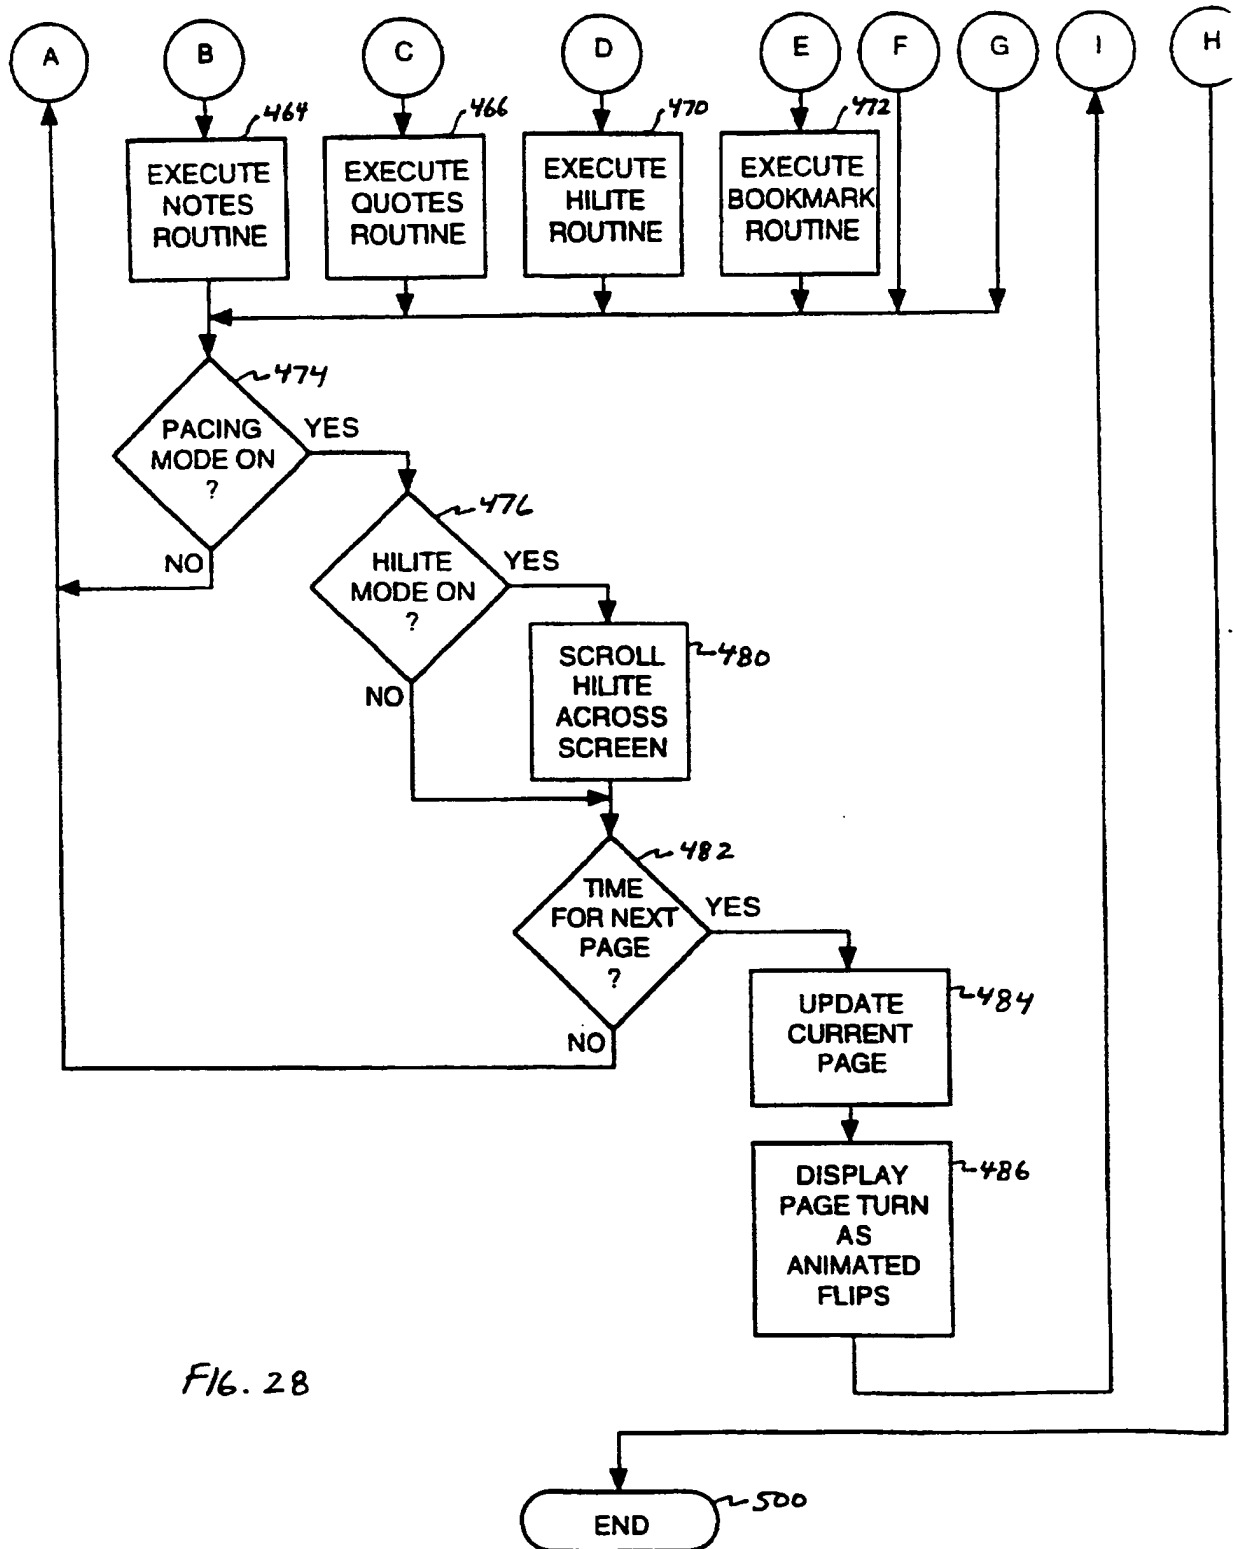 A
B
C
D
E
F
G
I
H
464
466
470
472
EXECUTE
NOTES
ROUTINE
EXECUTE
QUOTES
ROUTINE
EXECUTE
HILITE
ROUTINE
EXECUTE
BOOKMARK
ROUTINE
474
PACING
MODE ON
?
YES
NO
476
HILITE
MODE ON
?
YES
NO
480
SCROLL
HILITE
ACROSS
SCREEN
482
TIME
FOR NEXT
PAGE
?
YES
NO
484
UPDATE
CURRENT
PAGE
486
DISPLAY
PAGE TURN
AS
ANIMATED
FLIPS
FIG. 28
500
END